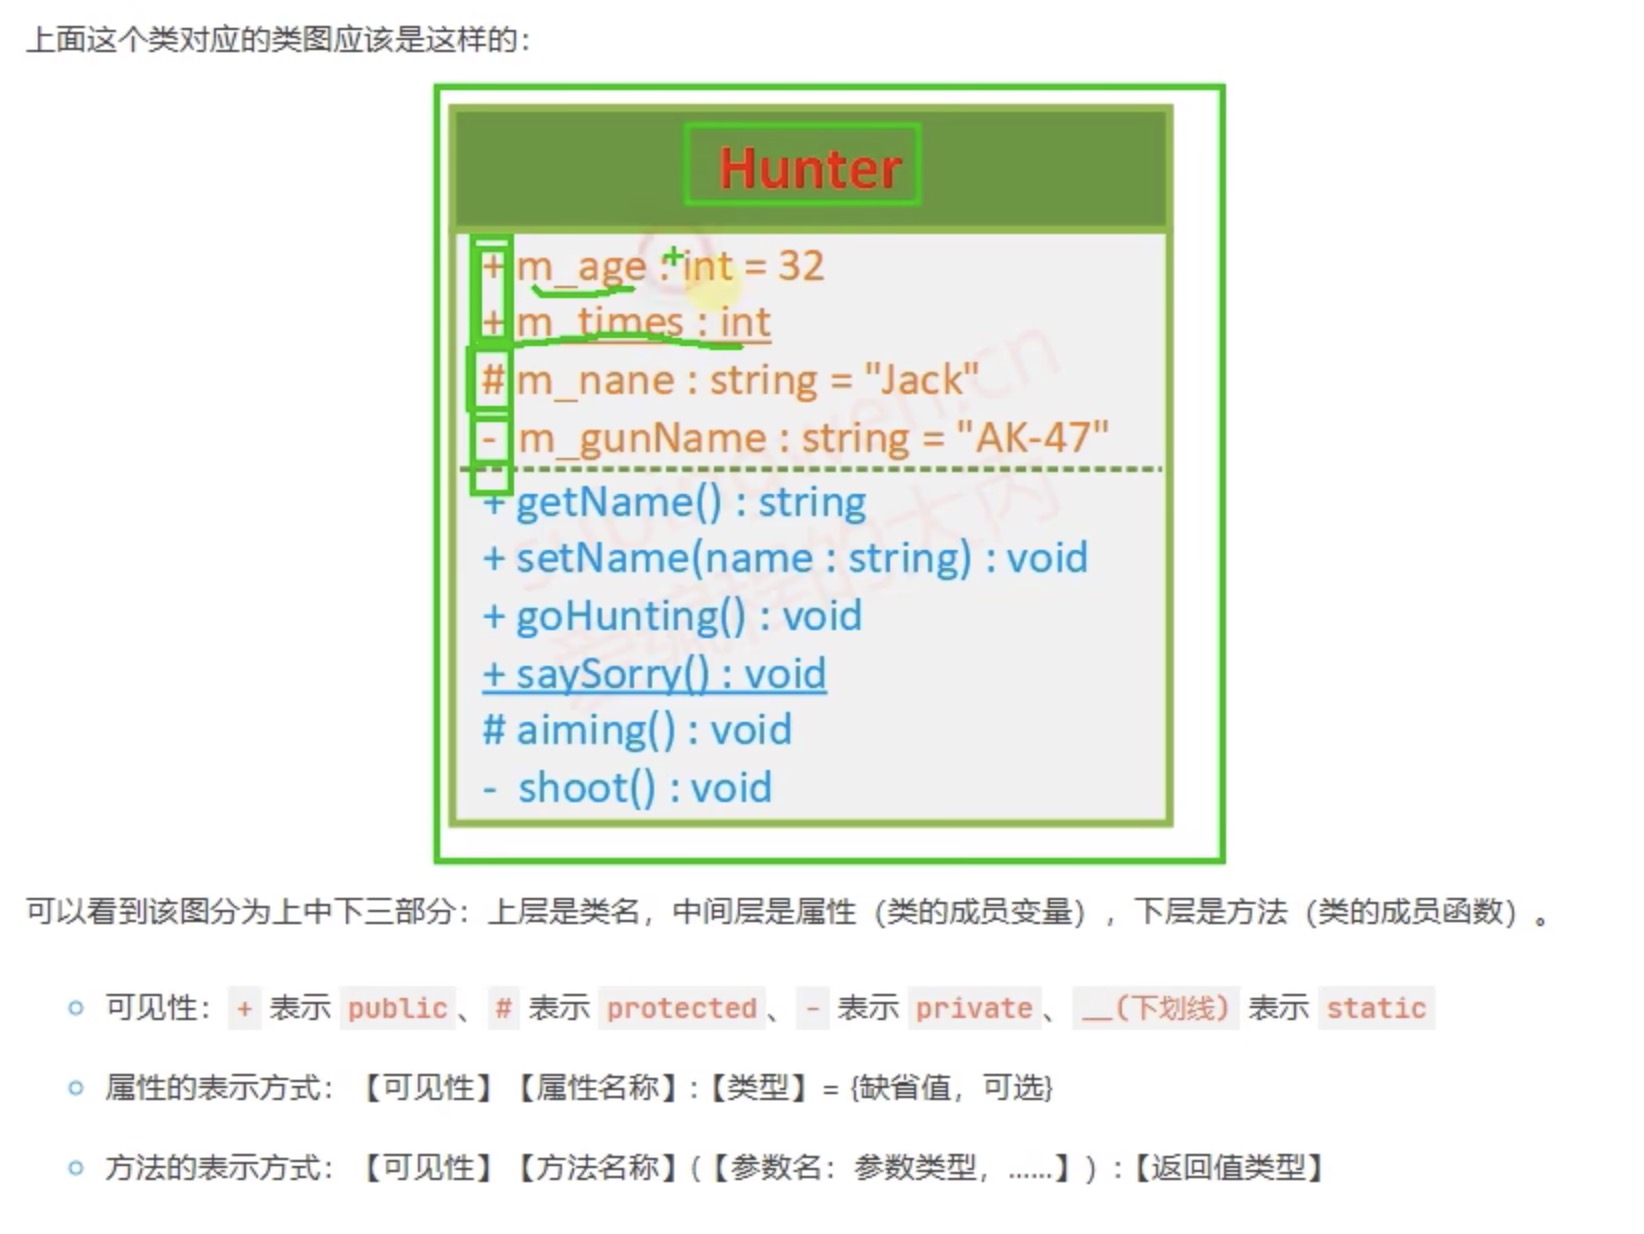 上面这个类对应的类图应该是这样的：
Hunter
+ m_age : int = 32
+ m_times : int
# m_nane : string = "Jack"
- m_gunName : string = "AK-47"
+ getName() : string
+ setName(name : string) : void
+ goHunting() : void
+ saySorry() : void
# aiming() : void
- shoot() : void
可以看到该图分为上中下三部分：上层是类名，中间层是属性（类的成员变量），下层是方法（类的成员函数）。
可见性：+ 表示 public、# 表示 protected、- 表示 private、__(下划线) 表示 static
属性的表示方式：【可见性】【属性名称】:【类型】= {缺省值，可选}
方法的表示方式：【可见性】【方法名称】(【参数名：参数类型，……】) :【返回值类型】